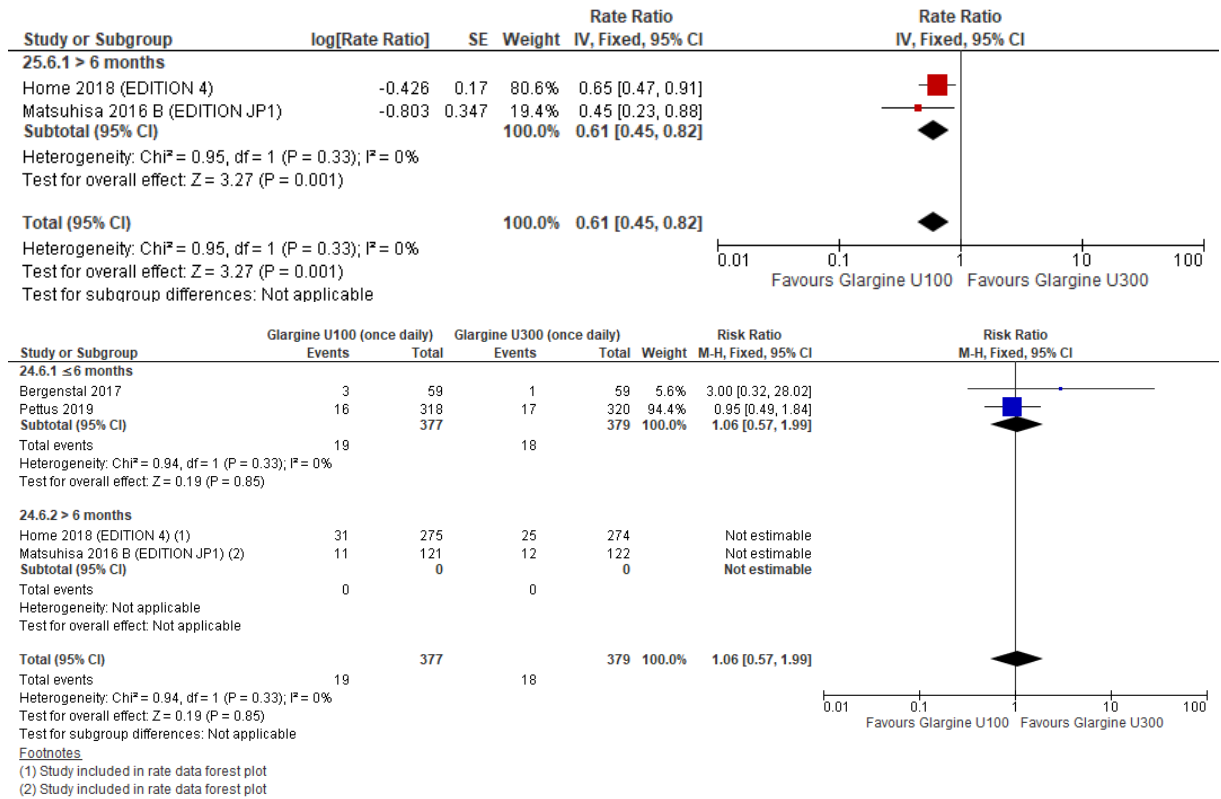 Rate Ratio Rate Ratio
Study or Subgroup log[Rate Ratio] SE Weight IV, Fixed, 95% CI IV, Fixed, 95% CI
25.6.1 > 6 months
Home 2018 (EDITION 4) -0.426 0.17 80.6% 0.65 [0.47, 0.91]
Matsuhisa 2016 B (EDITION JP1) -0.803 0.347 19.4% 0.45 [0.23, 0.88]
Subtotal (95% CI) 100.0% 0.61 [0.45, 0.82]
Heterogeneity: Chi² = 0.95, df = 1 (P = 0.33); I² = 0%
Test for overall effect: Z = 3.27 (P = 0.001)
Total (95% CI) 100.0% 0.61 [0.45, 0.82]
Heterogeneity: Chi² = 0.95, df = 1 (P = 0.33); I² = 0%
Test for overall effect: Z = 3.27 (P = 0.001)
Test for subgroup differences: Not applicable
0.01 0.1 1 10 100
Favours Glargine U100 Favours Glargine U300
Glargine U100 (once daily) Glargine U300 (once daily) Risk Ratio Risk Ratio
Study or Subgroup Events Total Events Total Weight M-H, Fixed, 95% CI M-H, Fixed, 95% CI
24.6.1 ≤6 months
Bergenstal 2017 3 59 1 59 5.6% 3.00 [0.32, 28.02]
Pettus 2019 16 318 17 320 94.4% 0.95 [0.49, 1.84]
Subtotal (95% CI) 377 379 100.0% 1.06 [0.57, 1.99]
Total events 19 18
Heterogeneity: Chi² = 0.94, df = 1 (P = 0.33); I² = 0%
Test for overall effect: Z = 0.19 (P = 0.85)
24.6.2 > 6 months
Home 2018 (EDITION 4) (1) 31 275 25 274 Not estimable
Matsuhisa 2016 B (EDITION JP1) (2) 11 121 12 122 Not estimable
Subtotal (95% CI) 0 0 Not estimable
Total events 0 0
Heterogeneity: Not applicable
Test for overall effect: Not applicable
Total (95% CI) 377 379 100.0% 1.06 [0.57, 1.99]
Total events 19 18
Heterogeneity: Chi² = 0.94, df = 1 (P = 0.33); I² = 0%
Test for overall effect: Z = 0.19 (P = 0.85)
Test for subgroup differences: Not applicable
0.01 0.1 1 10 100
Favours Glargine U100 Favours Glargine U300
Footnotes
(1) Study included in rate data forest plot
(2) Study included in rate data forest plot